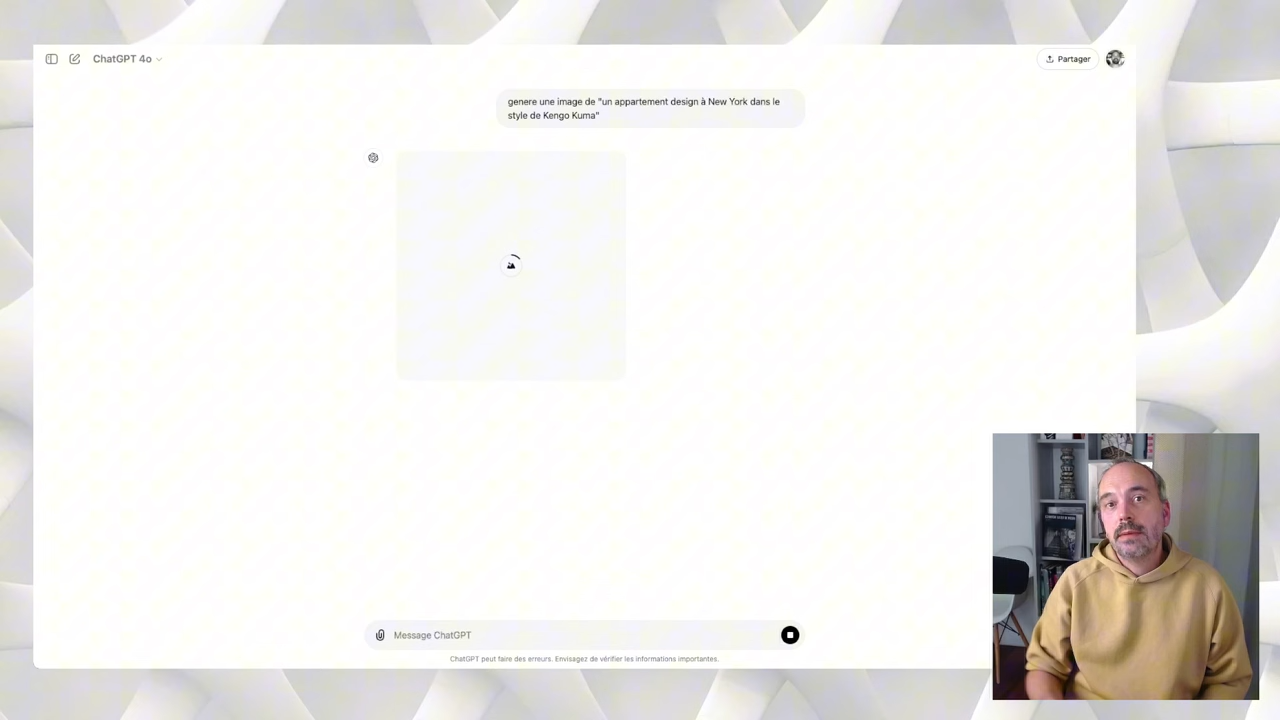 ChatGPT 4o
Partager
genere une image de "un appartement design à New York dans le
style de Kengo Kuma"
Message ChatGPT
ChatGPT peut faire des erreurs. Envisagez de vérifier les informations importantes.